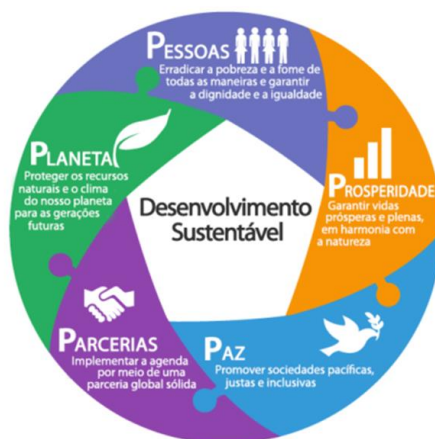 PESSOAS
Erradicar a pobreza e a fome de
todas as maneiras e garantir
a dignidade e a igualdade
PROSPERIDADE
Garantir vidas
prósperas e plenas,
em harmonia com
a natureza
PAZ
Promover sociedades pacíficas,
justas e inclusivas
PARCERIAS
Implementar a agenda
por meio de uma
parceria global sólida
PLANETA
Proteger os recursos
naturais e o clima
do nosso planeta
para as gerações
futuras
Desenvolvimento
Sustentável